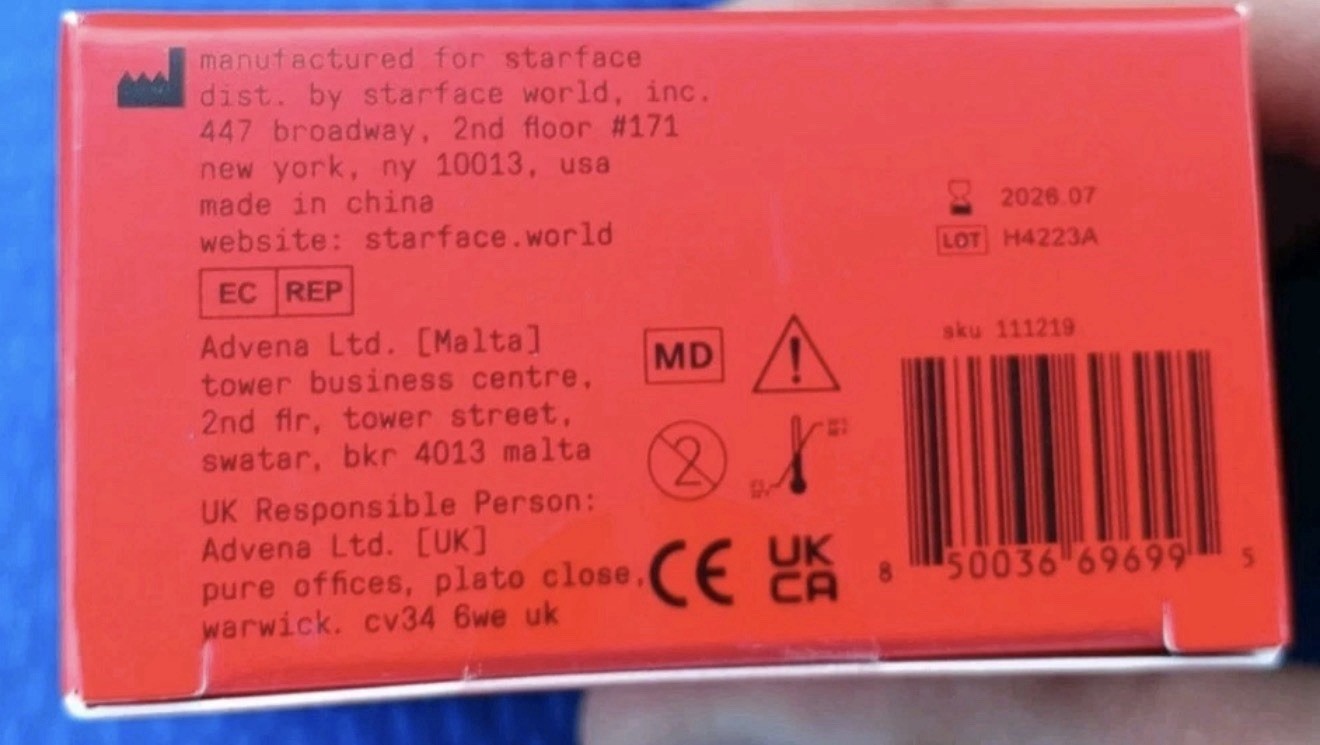 manufactured for starface
dist. by starface world, inc.
447 broadway, 2nd floor #171
new york, ny 10013, usa
made in china
website: starface.world
EC REP
Advena Ltd. [Malta]
tower business centre,
2nd flr, tower street,
swatar, bkr 4013 malta
UK Responsible Person:
Advena Ltd. [UK]
pure offices, plato close,
warwick. cv34 6we uk
MD
2
CE UK
CA
2026.07
LOT H4223A
sku 111219
8 50036 69699 5